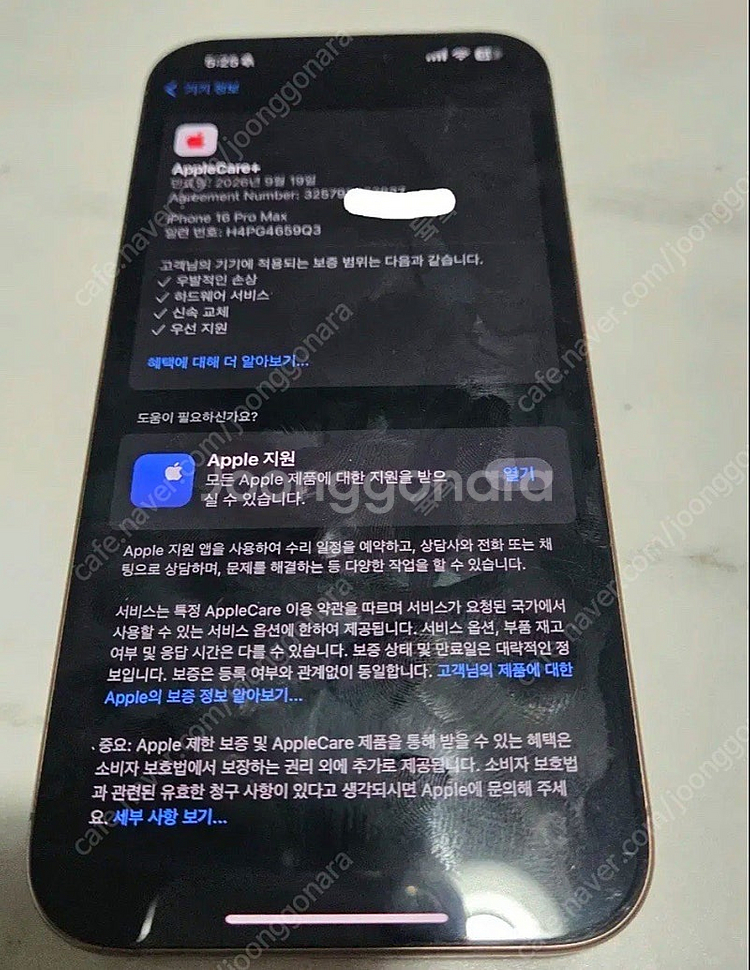 5:25
기기 정보
AppleCare+
만료일: 2026년 9월 19일
Agreement Number: 32579
iPhone 16 Pro Max
일련 번호: H4PG4659Q3
고객님의 기기에 적용되는 보증 범위는 다음과 같습니다.
✓ 우발적인 손상
✓ 하드웨어 서비스
✓ 신속 교체
✓ 우선 지원
혜택에 대해 더 알아보기...
도움이 필요하신가요?
Apple 지원
모든 Apple 제품에 대한 지원을 받으
실 수 있습니다.
열기
joonggonara
Apple 지원 앱을 사용하여 수리 일정을 예약하고, 상담사와 전화 또는 채
팅으로 상담하며, 문제를 해결하는 등 다양한 작업을 할 수 있습니다.
서비스는 특정 AppleCare 이용 약관을 따르며 서비스가 요청된 국가에서
사용할 수 있는 서비스 옵션에 한하여 제공됩니다. 서비스 옵션, 부품 재고
여부 및 응답 시간은 다를 수 있습니다. 보증 상태 및 만료일은 대략적인 정
보입니다. 보증은 등록 여부와 관계없이 동일합니다. 고객님의 제품에 대한
Apple의 보증 정보 알아보기...
중요: Apple 제한 보증 및 AppleCare 제품을 통해 받을 수 있는 혜택은
소비자 보호법에서 보장하는 권리 외에 추가로 제공됩니다. 소비자 보호법
과 관련된 유효한 청구 사항이 있다고 생각되시면 Apple에 문의해 주세
요. 세부 사항 보기...
cafe.naver.com/joonggonara